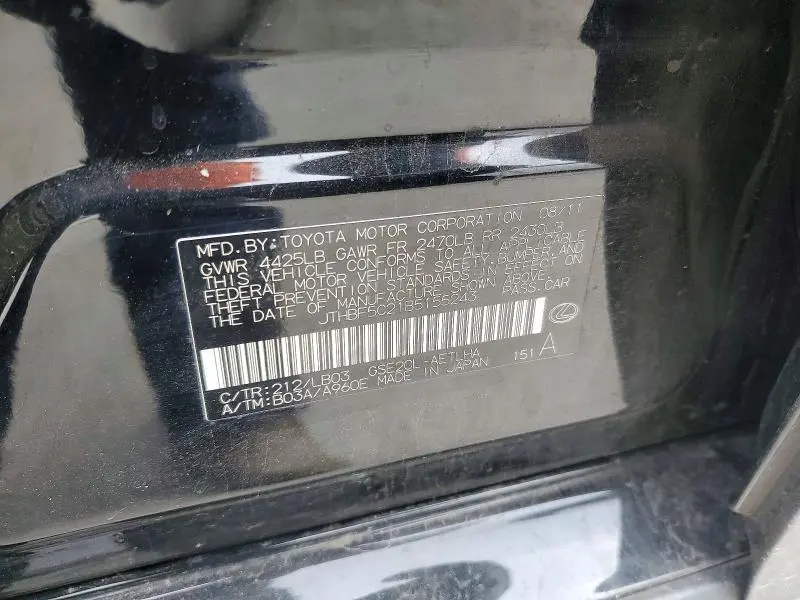 MFD. BY: TOYOTA MOTOR CORPORATION 08/11
GVWR 4425LB GAWR FR 2470LB RR 2430LB
THIS VEHICLE CONFORMS TO ALL APPLICABLE
FEDERAL MOTOR VEHICLE SAFETY, BUMPER, AND
THEFT PREVENTION STANDARDS IN EFFECT ON
THE DATE OF MANUFACTURE SHOWN ABOVE.
JTHBF5C21B5156243 PASS. CAR
C/TR: 212/LB03 GSE20L-AETLHA 151 A
A/TM: B03A/A960E MADE IN JAPAN